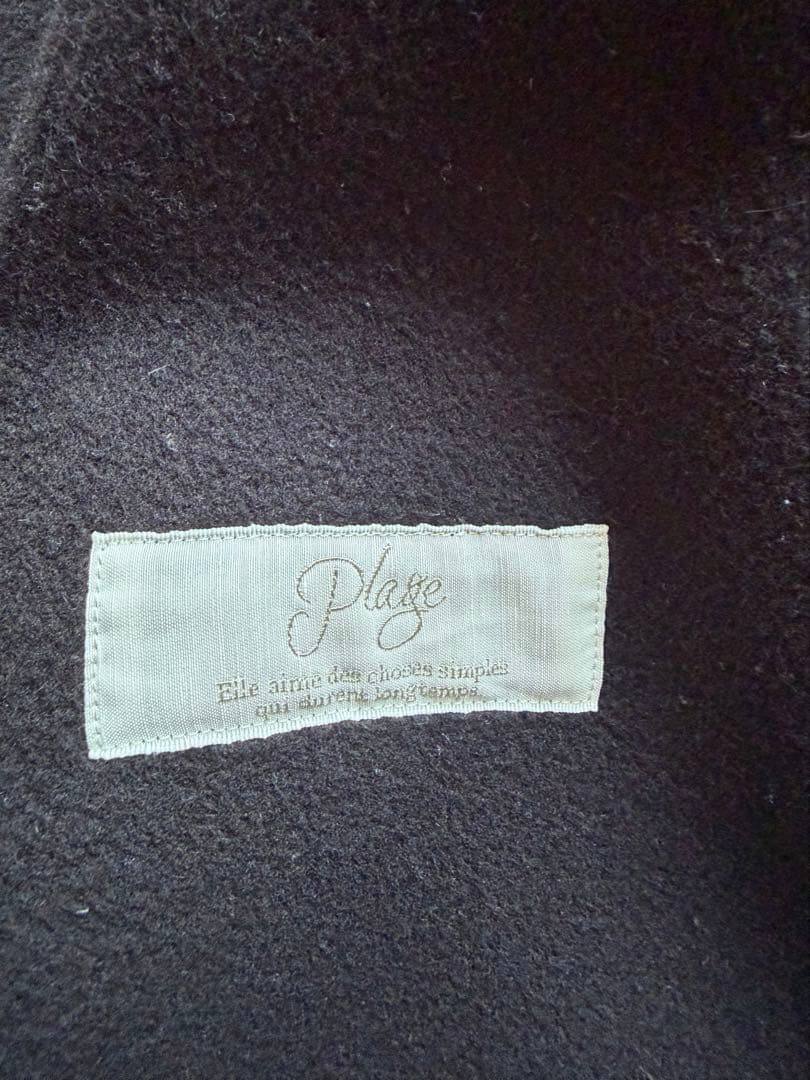 Plage
Elle aime des choses simples
qui durent longtemps.